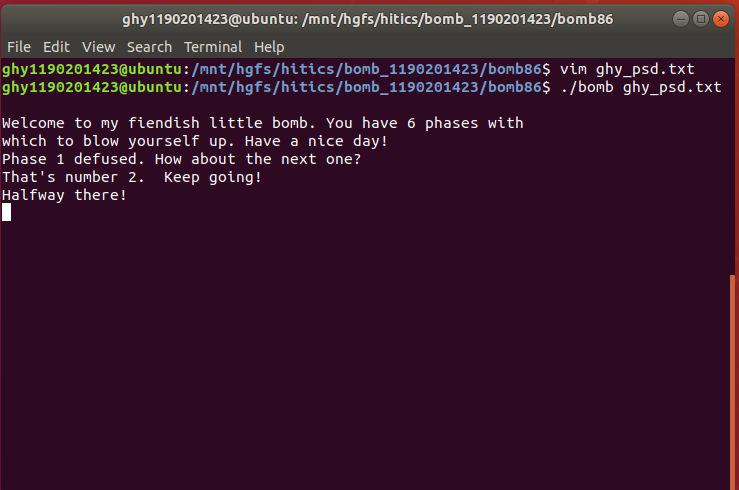 ghy1190201423@ubuntu: /mnt/hgfs/hitics/bomb_1190201423/bomb86
File Edit View Search Terminal Help
ghy1190201423@ubuntu:/mnt/hgfs/hitics/bomb_1190201423/bomb86$ vim ghy_psd.txt
ghy1190201423@ubuntu:/mnt/hgfs/hitics/bomb_1190201423/bomb86$ ./bomb ghy_psd.txt
Welcome to my fiendish little bomb. You have 6 phases with
which to blow yourself up. Have a nice day!
Phase 1 defused. How about the next one?
That's number 2.  Keep going!
Halfway there!